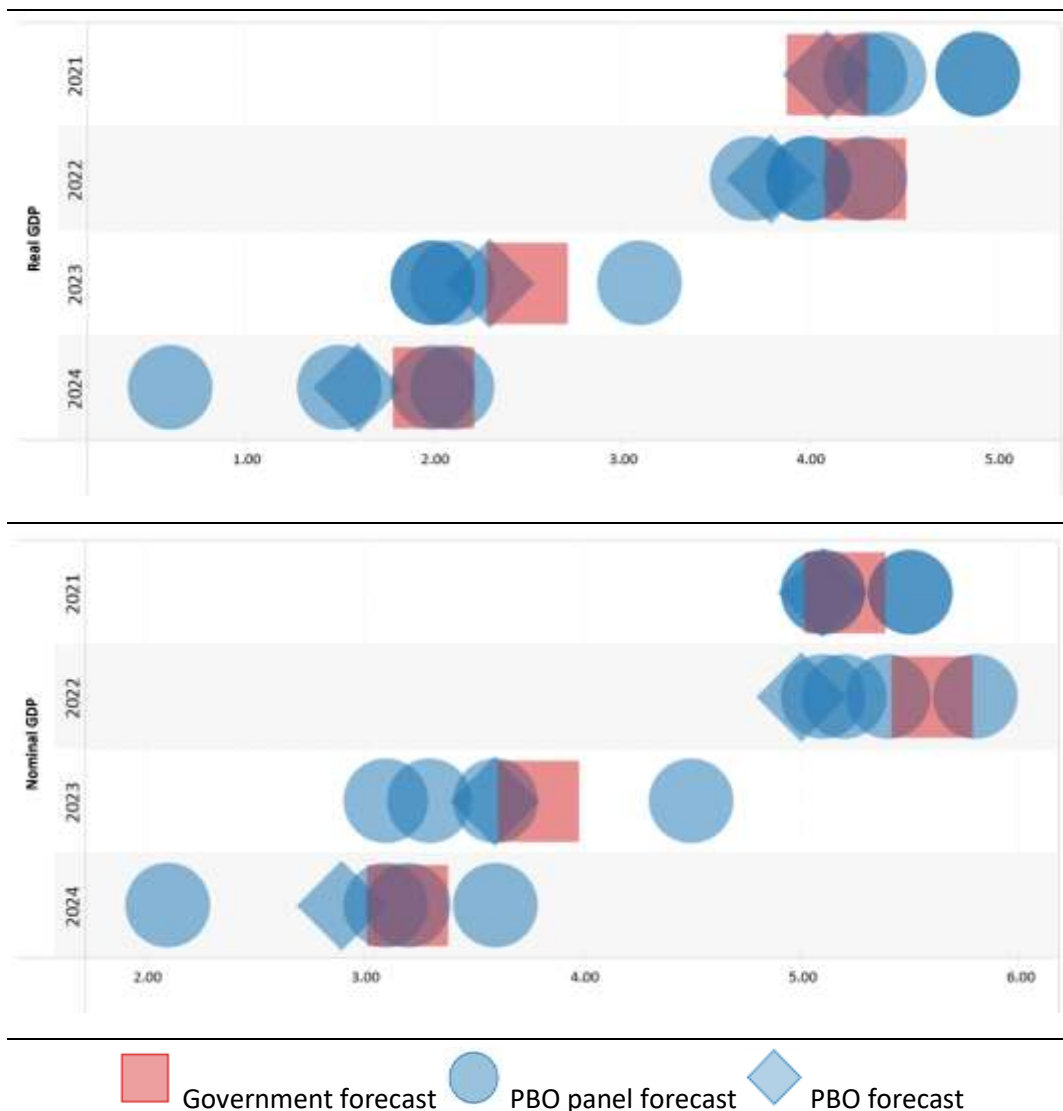 Real GDP
2021
2022
2023
2024
1.00 2.00 3.00 4.00 5.00
Nominal GDP
2021
2022
2023
2024
2.00 3.00 4.00 5.00 6.00
Government forecast PBO panel forecast PBO forecast